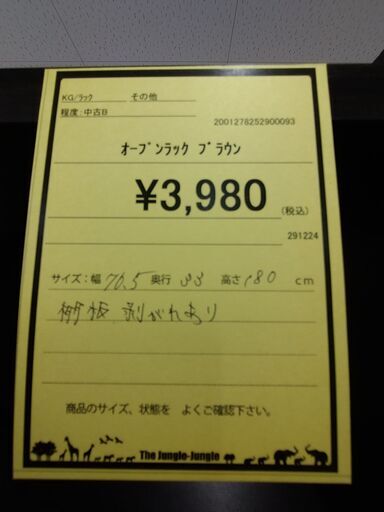 KG/ラック その他
程度:中古B
2001278252900093
ｵｰﾌﾟﾝﾗｯｸ ﾌﾞﾗｳﾝ
¥3,980
(税込)
291224
サイズ:幅 70.5 奥行 33 高さ 180 cm
棚板 剥がれあり
商品のサイズ、状態を よくご確認下さい。
The Jungle-Jungle